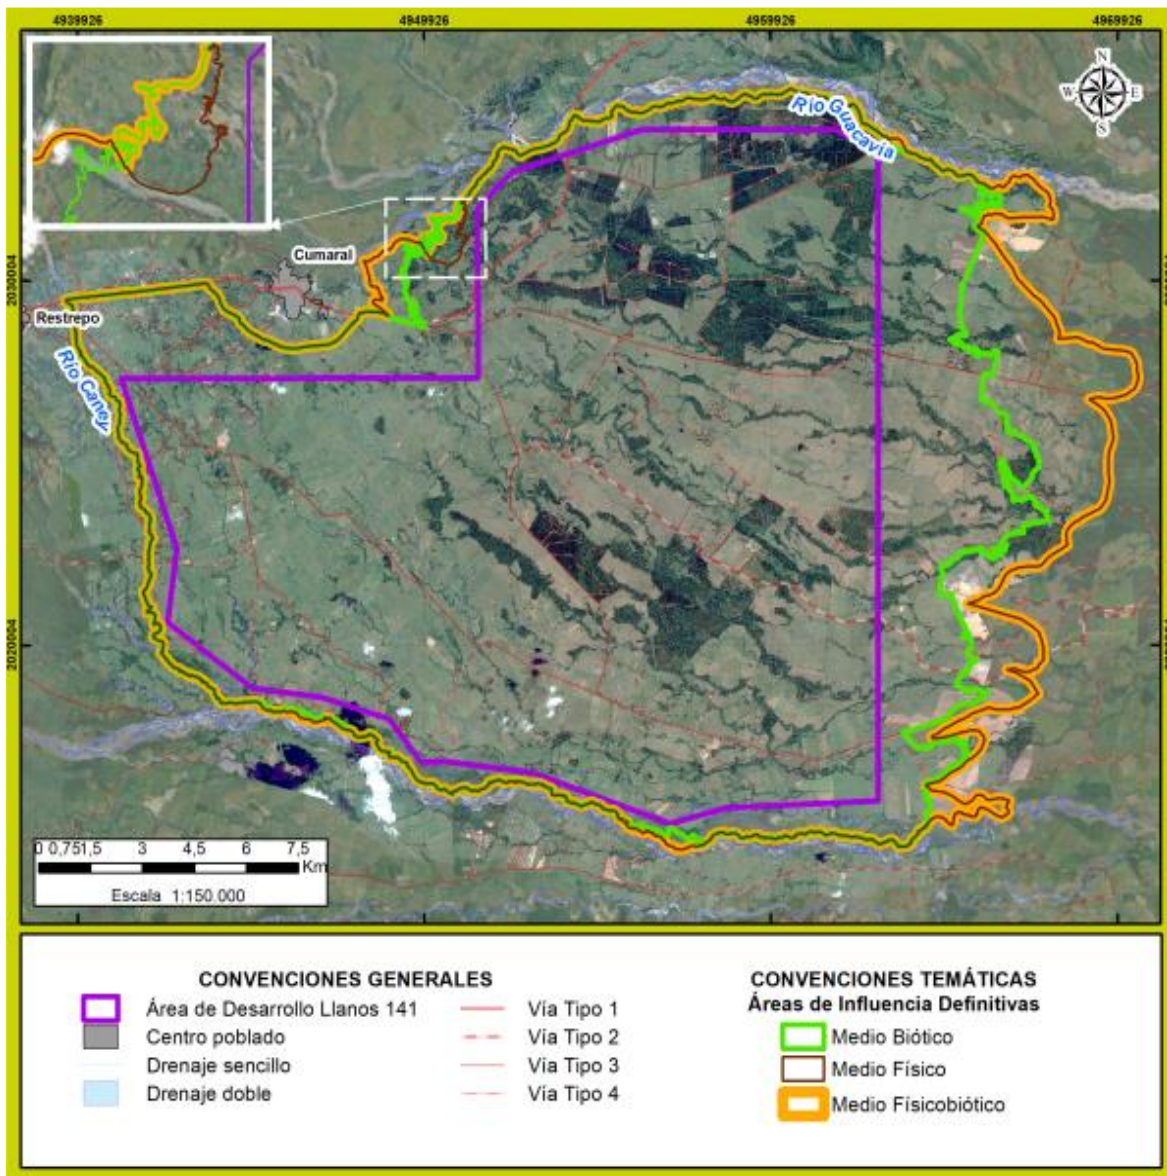 4939926 4949926 4959926 4969926
N
W E
S
Río Guacavía
Cumaral
2030004
Restrepo
Río Caney
2020004
0 0,75 1,5 3 4,5 6 7,5
Km
Escala 1:150.000
CONVENCIONES GENERALES
Área de Desarrollo Llanos 141
Centro poblado
Drenaje sencillo
Drenaje doble
Vía Tipo 1
Vía Tipo 2
Vía Tipo 3
Vía Tipo 4
CONVENCIONES TEMÁTICAS
Áreas de Influencia Definitivas
Medio Biótico
Medio Físico
Medio Físicobiótico